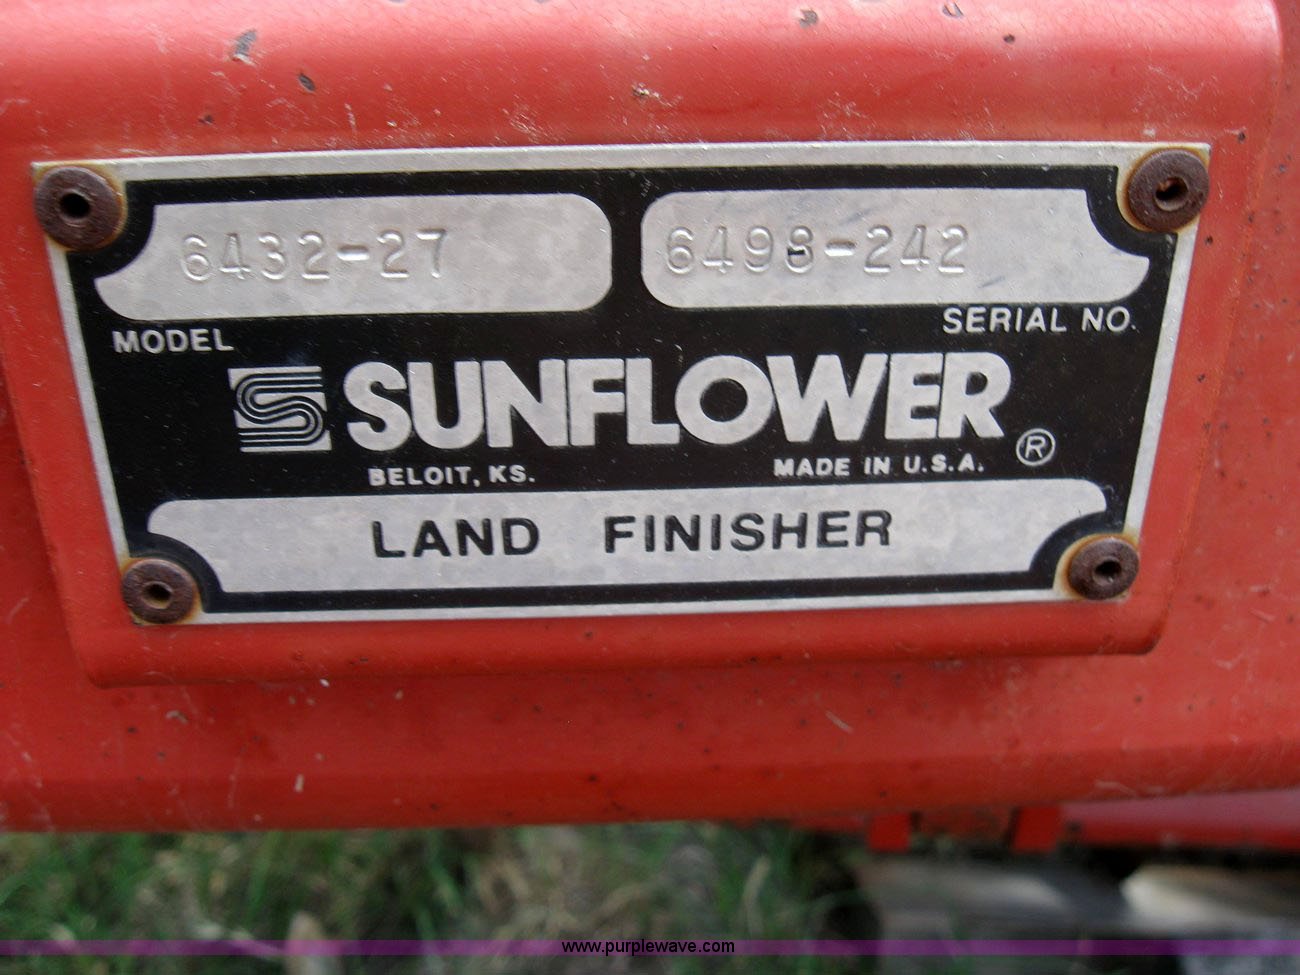 6432-27 6498-242
MODEL SERIAL NO.
SUNFLOWER ®
BELOIT, KS. MADE IN U.S.A.
LAND FINISHER
www.purplewave.com